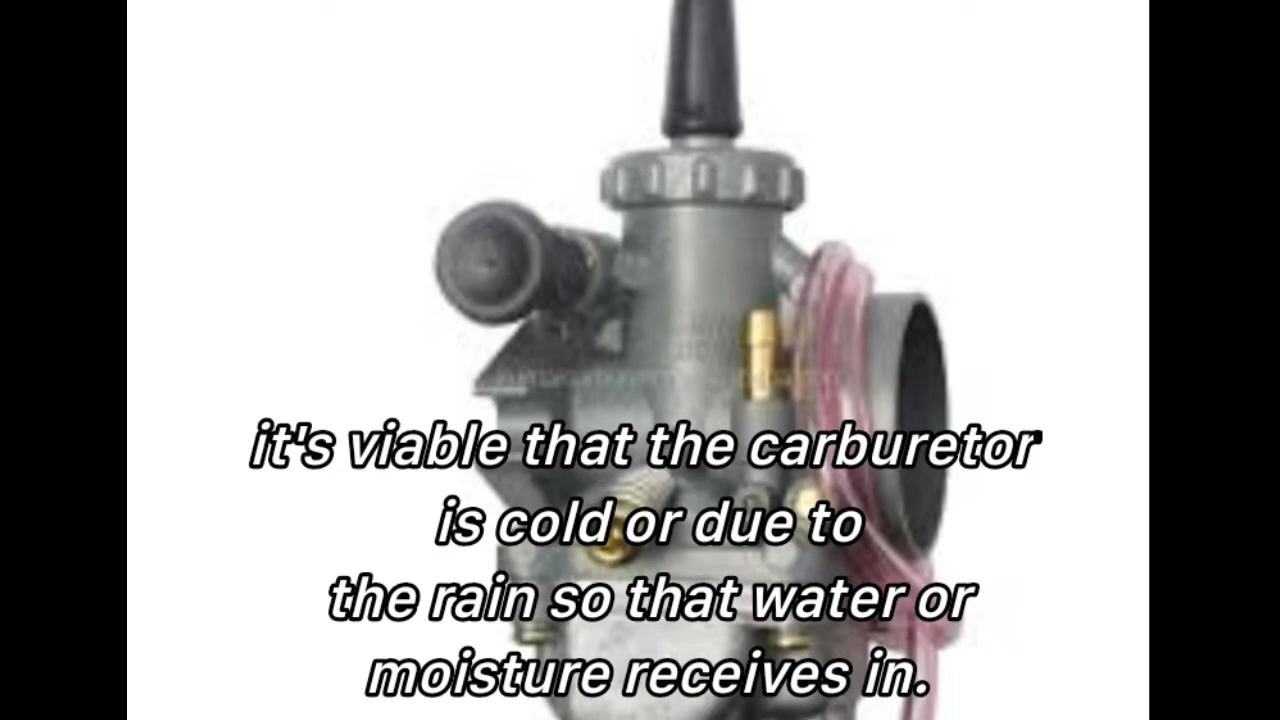 it's viable that the carburetor
is cold or due to
the rain so that water or
moisture receives in.